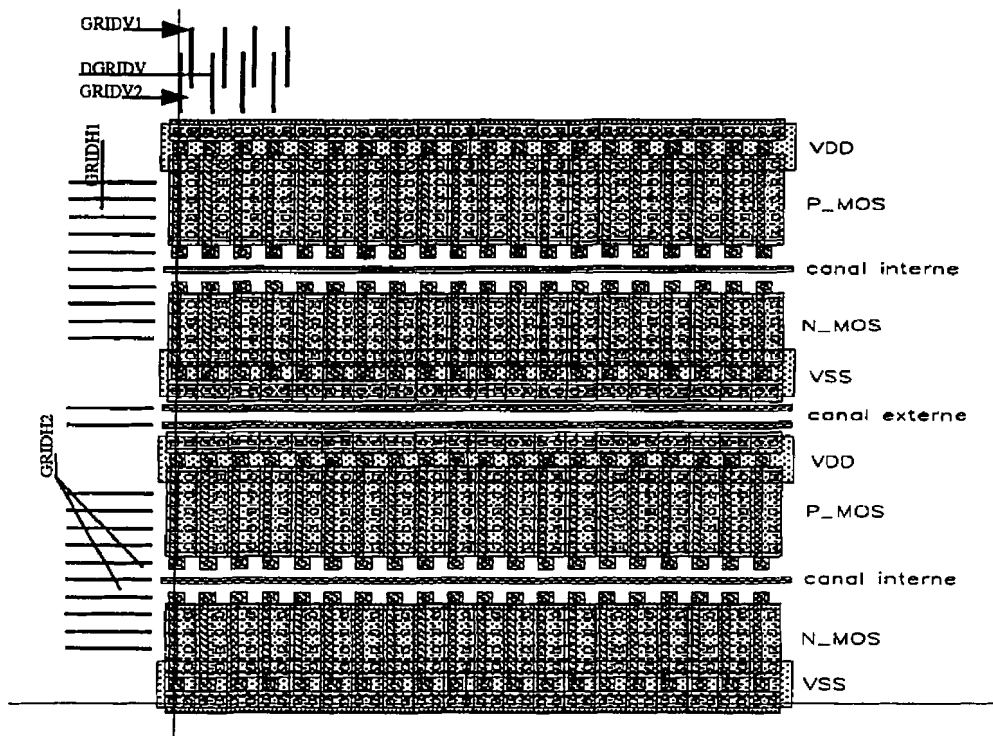 GRIDV1
DGRIDV
GRIDV2
GRIDH1
VDD
P_MOS
canal interne
N_MOS
VSS
canal externe
GRIDH2
VDD
P_MOS
canal interne
N_MOS
VSS